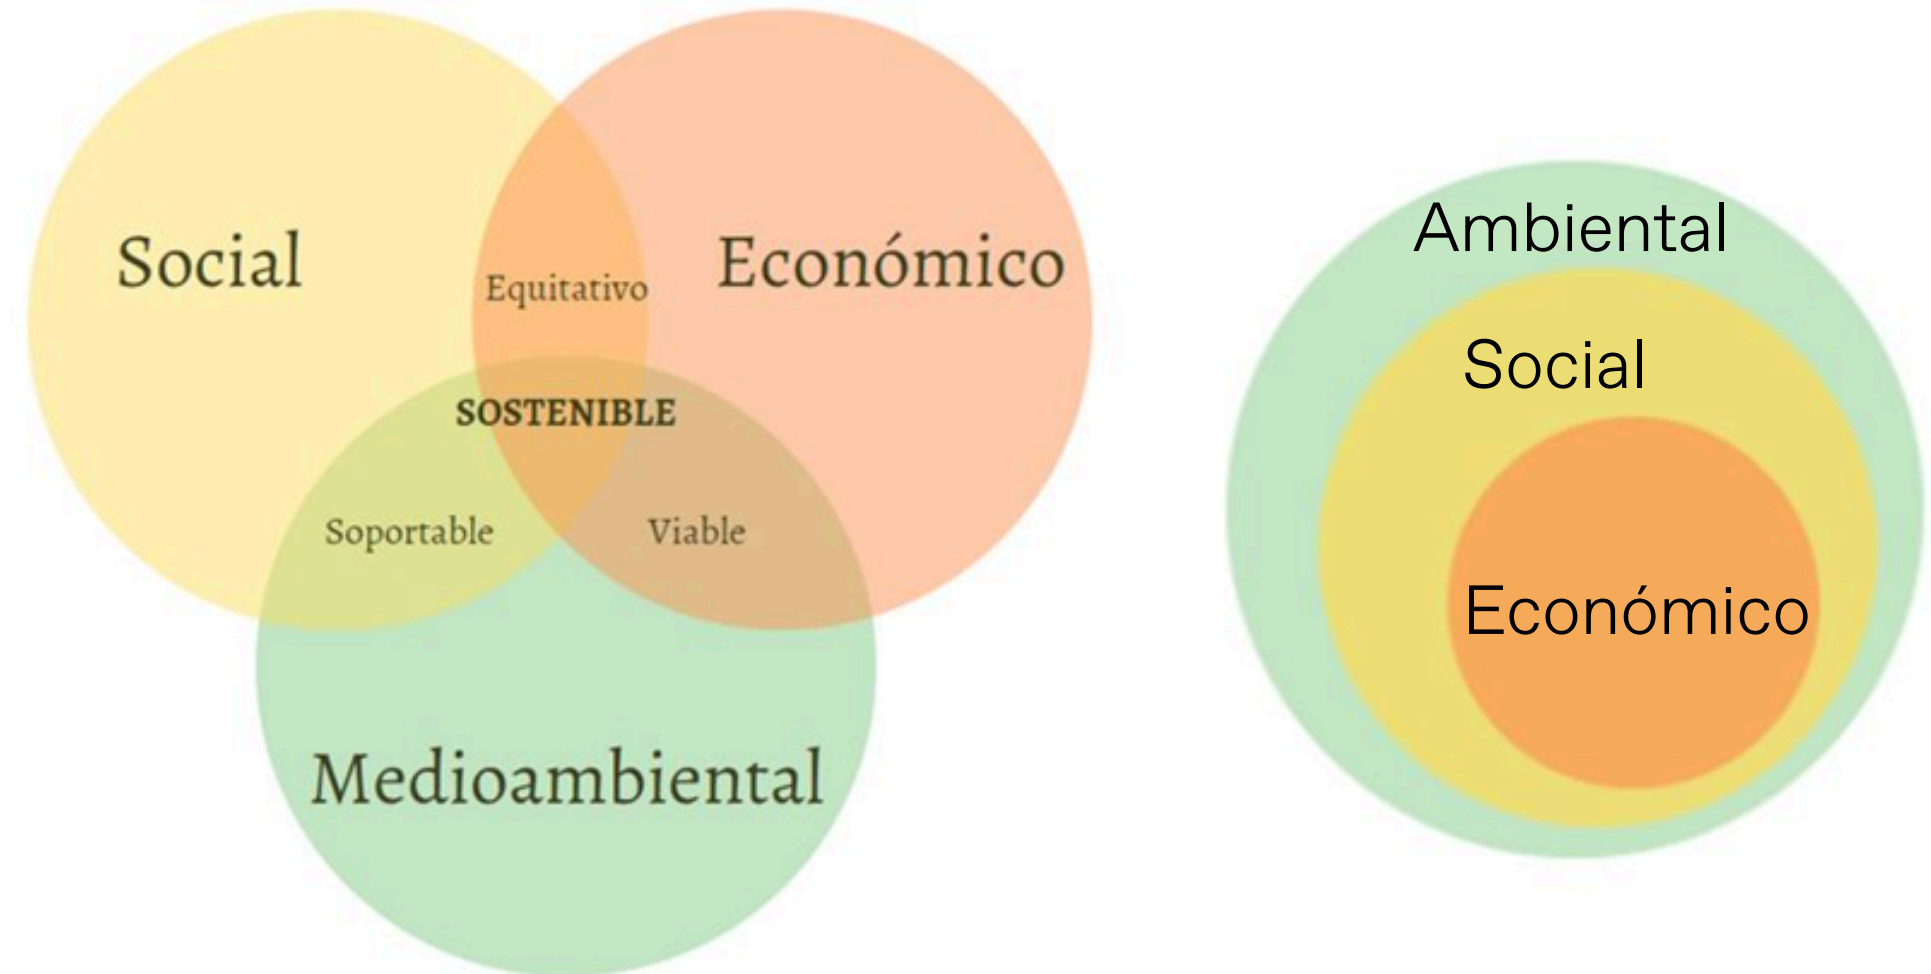 Social
Económico
Equitativo
SOSTENIBLE
Soportable
Viable
Medioambiental
Ambiental
Social
Económico